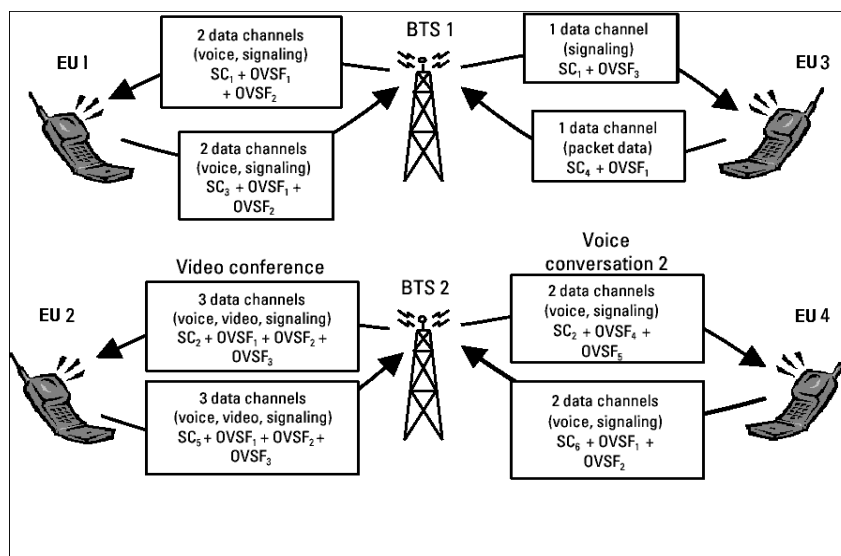 BTS 1
EU 1
2 data channels
(voice, signaling)
SC₁ + OVSF₁
+ OVSF₂
1 data channel
(signaling)
SC₁ + OVSF₃
EU 3
2 data channels
(voice, signaling)
SC₃ + OVSF₁ +
OVSF₂
1 data channel
(packet data)
SC₄ + OVSF₁
Video conference
BTS 2
Voice
conversation 2
EU 2
3 data channels
(voice, video, signaling)
SC₂ + OVSF₁ + OVSF₂ +
OVSF₃
2 data channels
(voice, signaling)
SC₂ + OVSF₄ +
OVSF₅
EU 4
3 data channels
(voice, video, signaling)
SC₅ + OVSF₁ + OVSF₂ +
OVSF₃
2 data channels
(voice, signaling)
SC₆ + OVSF₁ +
OVSF₂